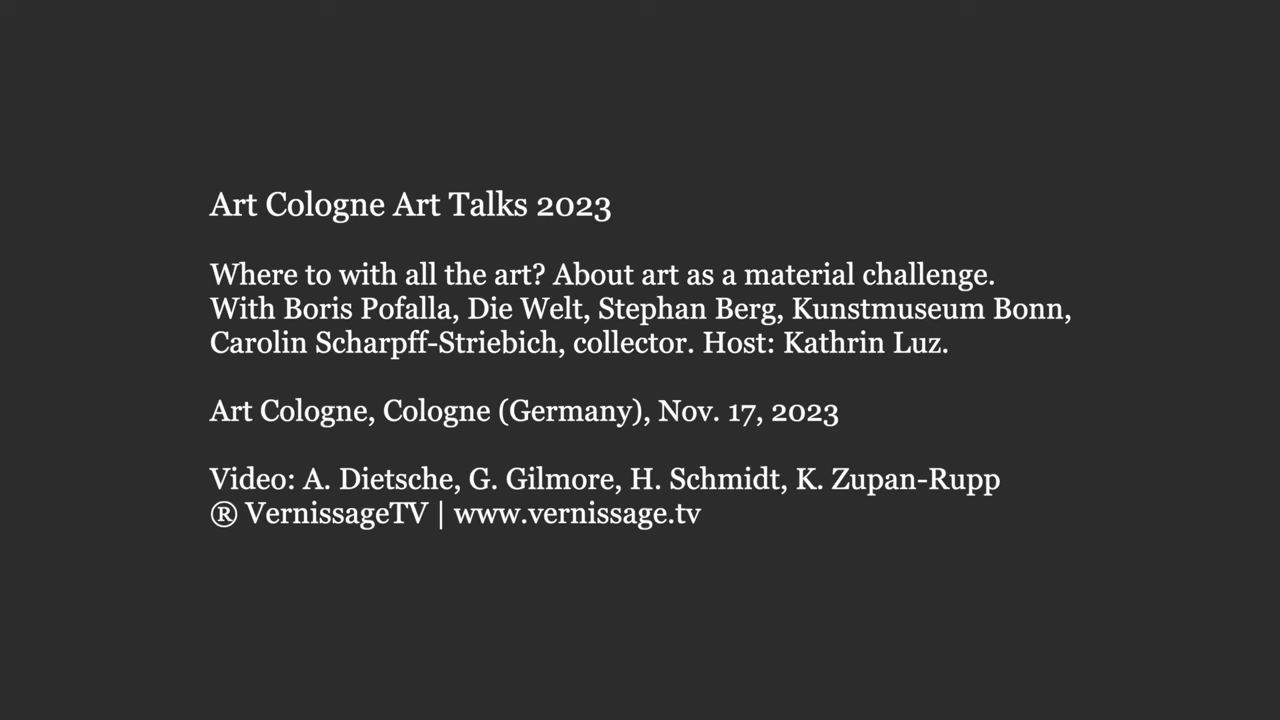 Art Cologne Art Talks 2023
Where to with all the art? About art as a material challenge.
With Boris Pofalla, Die Welt, Stephan Berg, Kunstmuseum Bonn,
Carolin Scharpff-Striebich, collector. Host: Kathrin Luz.
Art Cologne, Cologne (Germany), Nov. 17, 2023
Video: A. Dietsche, G. Gilmore, H. Schmidt, K. Zupan-Rupp
® VernissageTV | www.vernissage.tv